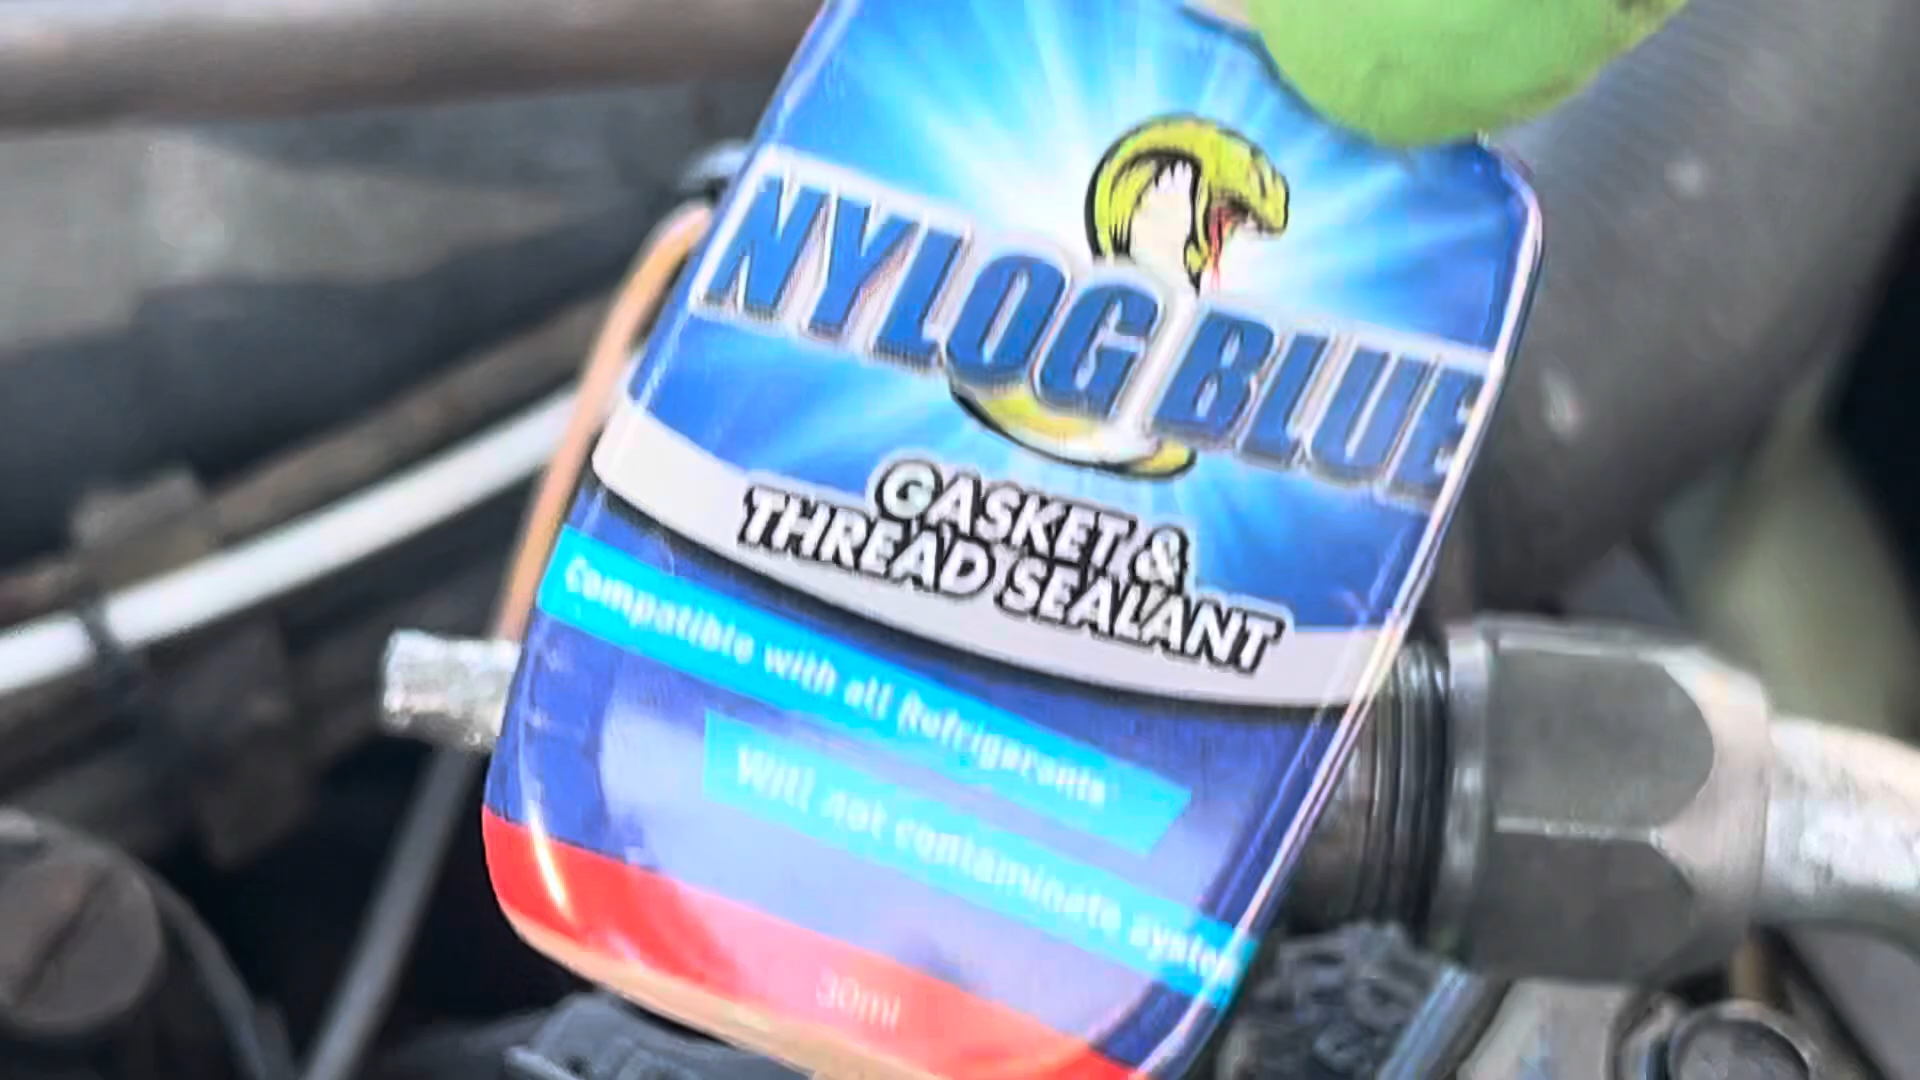 NYLOG BLUE
GASKET &
THREAD SEALANT
Compatible with all Refrigerants
Will not contaminate system
30ml